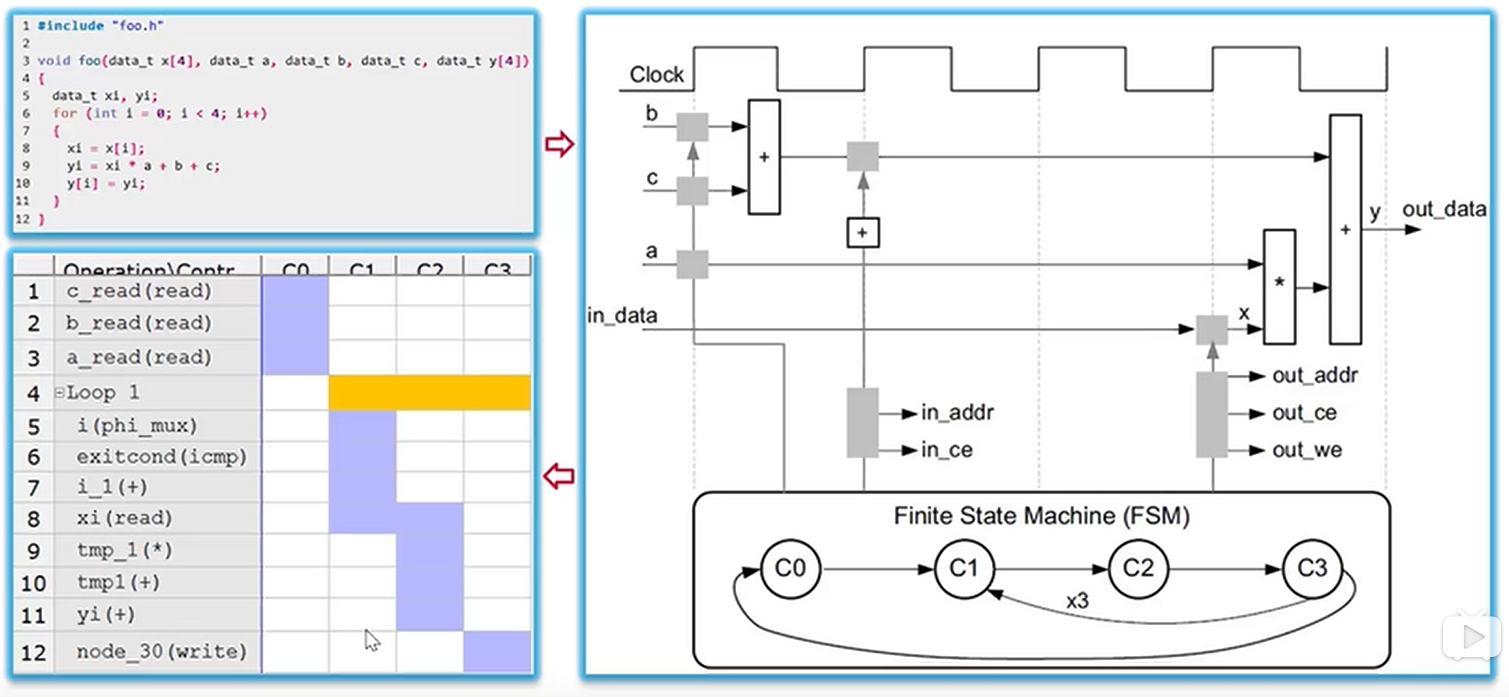 1 #include "foo.h"
2
3 void foo(data_t x[4], data_t a, data_t b, data_t c, data_t y[4])
4 {
5 data_t xi, yi;
6 for (int i = 0; i < 4; i++)
7 {
8 xi = x[i];
9 yi = xi * a + b + c;
10 y[i] = yi;
11 }
12 }
Operation\Contr C0 C1 C2 C3
1 c_read(read)
2 b_read(read)
3 a_read(read)
4 Loop 1
5 i(phi_mux)
6 exitcond(icmp)
7 i_1(+)
8 xi(read)
9 tmp_1(*)
10 tmp1(+)
11 yi(+)
12 node_30(write)
Clock
b
+
c
+
a
in_data
x
*
+
y
out_data
in_addr
in_ce
out_addr
out_ce
out_we
Finite State Machine (FSM)
C0 C1 C2 C3
x3